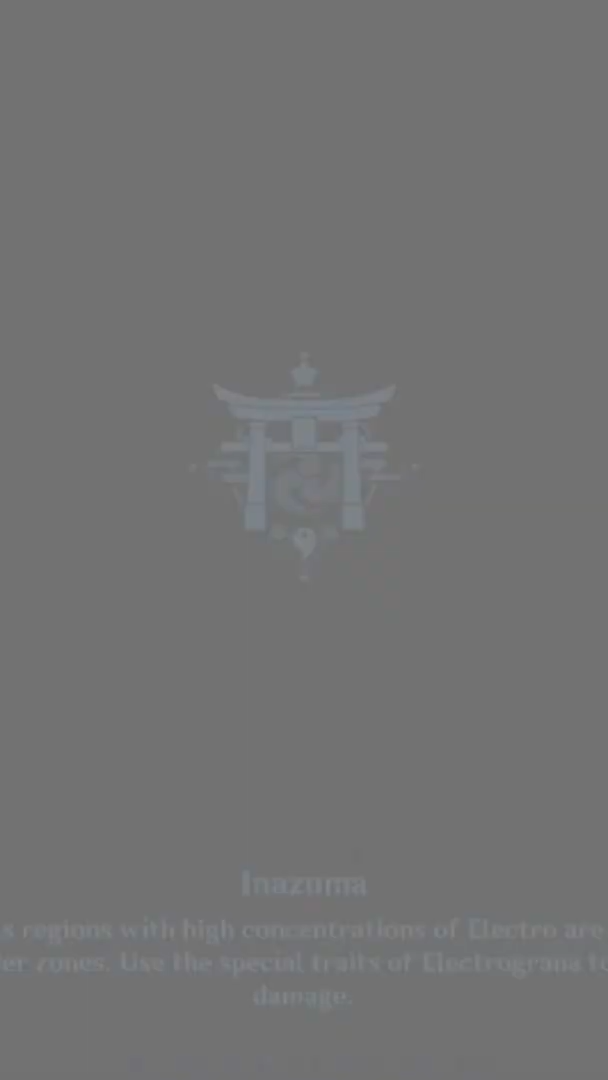 Inazuma
s regions with high concentrations of Electro are
er zones. Use the special traits of Electrograna to
damage.